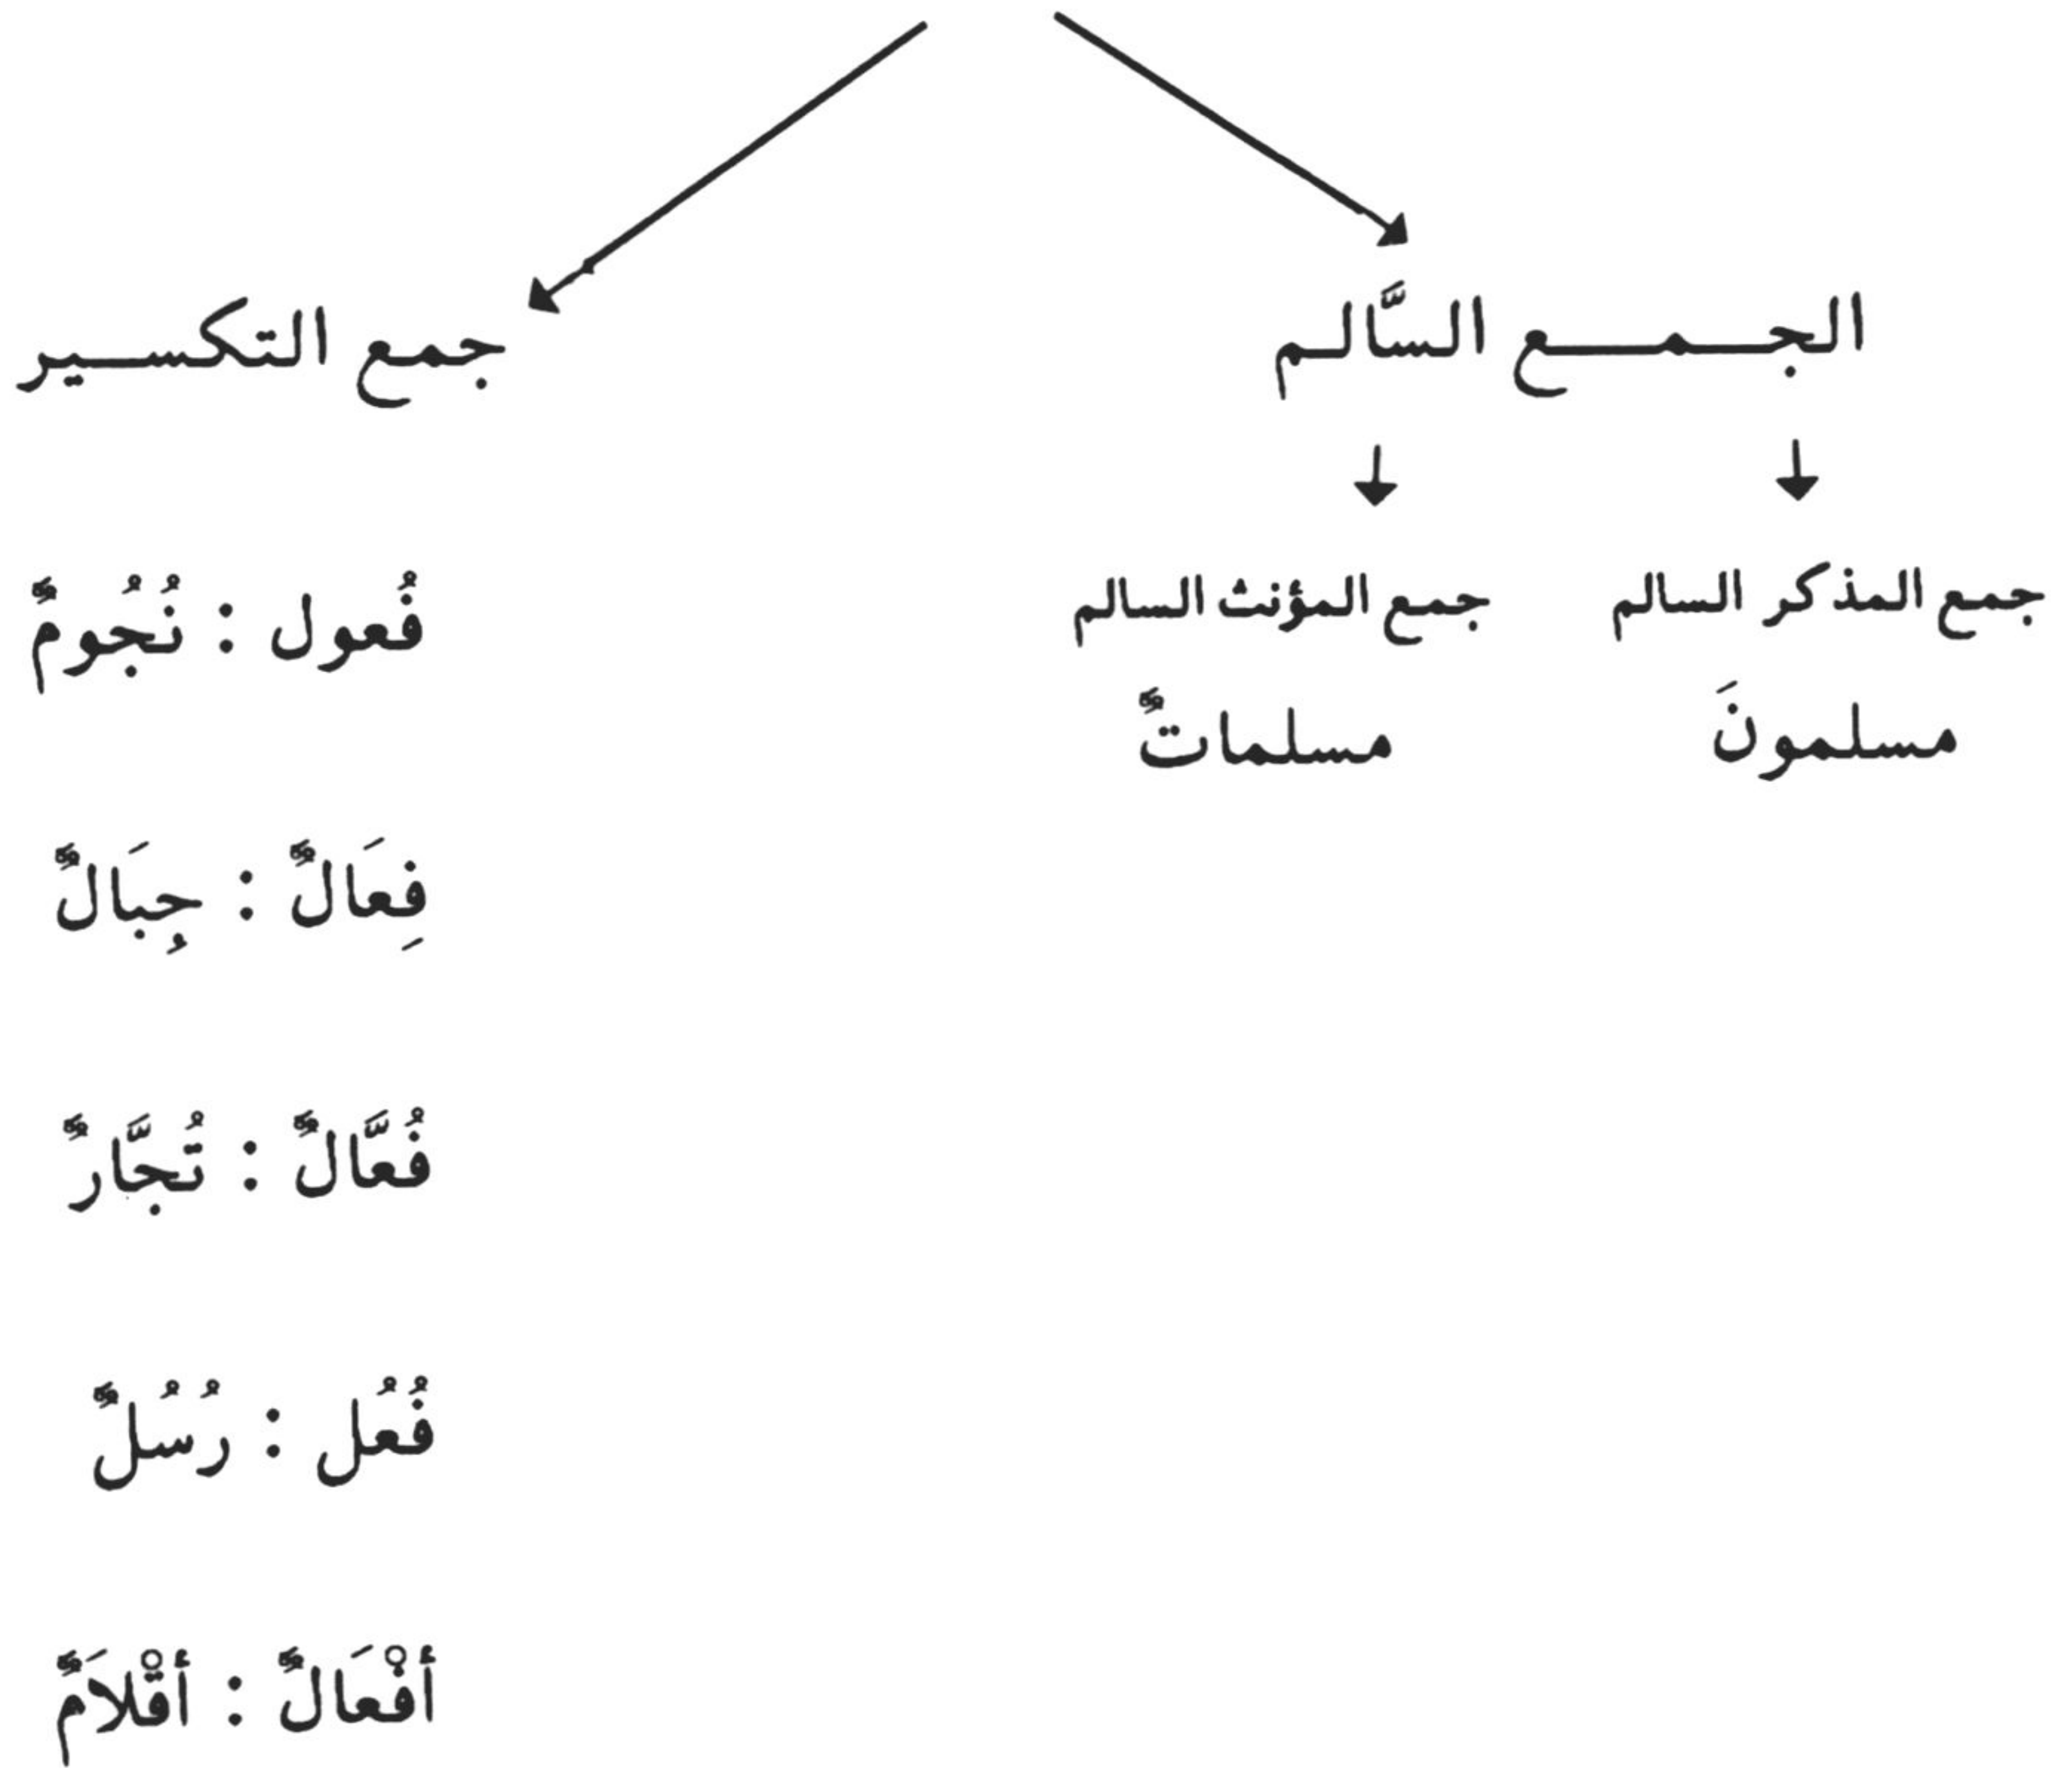 الجمع السَّالم
جمع التكسير
جمع المذكر السالم
جمع المؤنث السالم
مسلمونَ
مسلماتٌ
فُعول : نُجُومٌ
فِعَالٌ : جِبَالٌ
فُعَّالٌ : تُجَّارٌ
فُعُل : رُسُلٌ
أفْعَالٌ : أقْلاَمٌ